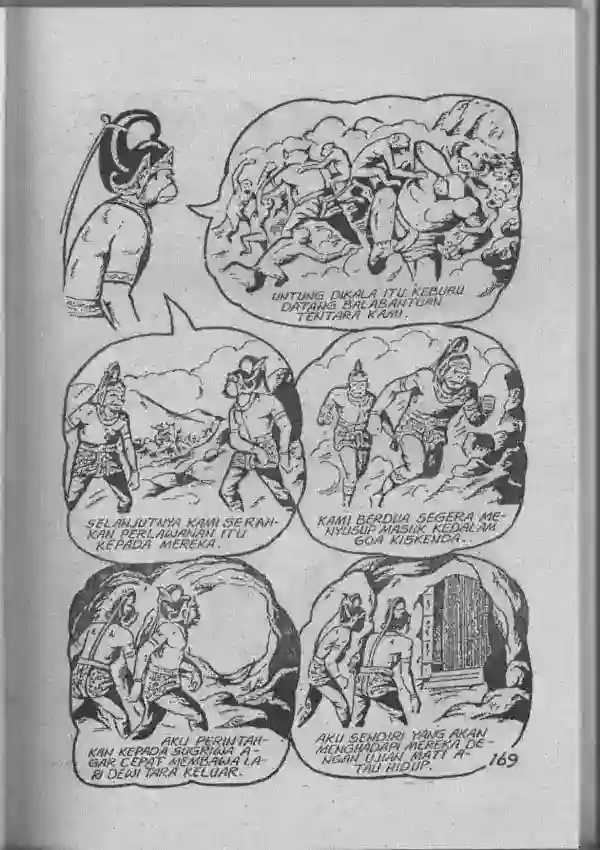 UNTUNG DIKALA ITU KEBURU
DATANG BALABANTUAN
TENTARA KAMI.
SELANJUTNYA KAMI SERAH-
KAN PERLAWANAN ITU
KEPADA MEREKA.
KAMI BERDUA SEGERA ME-
NYUSUP MASUK KEDALAM
GOA KISKENDA..
AKU PERINTAH-
KAN KEPADA SUGRIWA A-
GAR CEPAT MEMBAWA LA-
RI DEWI TARA KELUAR.
AKU SENDIRI YANG AKAN
MENGHADAPI MEREKA DE-
NGAN UJIAN MATI A-
TAU HIDUP.
169